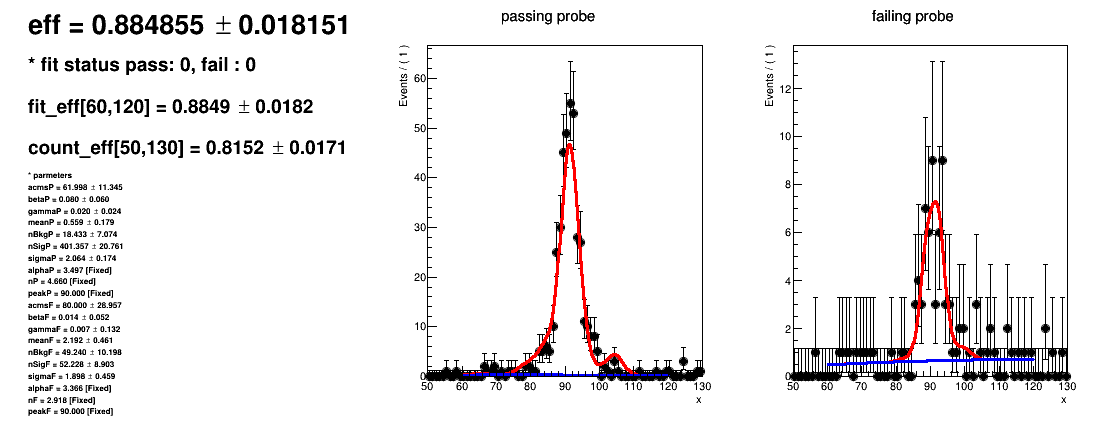 eff = 0.884855 ± 0.018151
* fit status pass: 0, fail : 0
fit_eff[60,120] = 0.8849 ± 0.0182
count_eff[50,130] = 0.8152 ± 0.0171
* parmeters
acmsP = 61.998 ± 11.345
betaP = 0.080 ± 0.060
gammaP = 0.020 ± 0.024
meanP = 0.559 ± 0.179
nBkgP = 18.433 ± 7.074
nSigP = 401.357 ± 20.761
sigmaP = 2.064 ± 0.174
alphaP = 3.497 [Fixed]
nP = 4.660 [Fixed]
peakP = 90.000 [Fixed]
acmsF = 80.000 ± 28.957
betaF = 0.014 ± 0.052
gammaF = 0.007 ± 0.132
meanF = 2.192 ± 0.461
nBkgF = 49.240 ± 10.198
nSigF = 52.228 ± 8.903
sigmaF = 1.898 ± 0.459
alphaF = 3.366 [Fixed]
nF = 2.918 [Fixed]
peakF = 90.000 [Fixed]
passing probe
Events / ( 1 )
60
50
40
30
20
10
0
50 60 70 80 90 100 110 120 130
x
failing probe
Events / ( 1 )
12
10
8
6
4
2
0
50 60 70 80 90 100 110 120 130
x